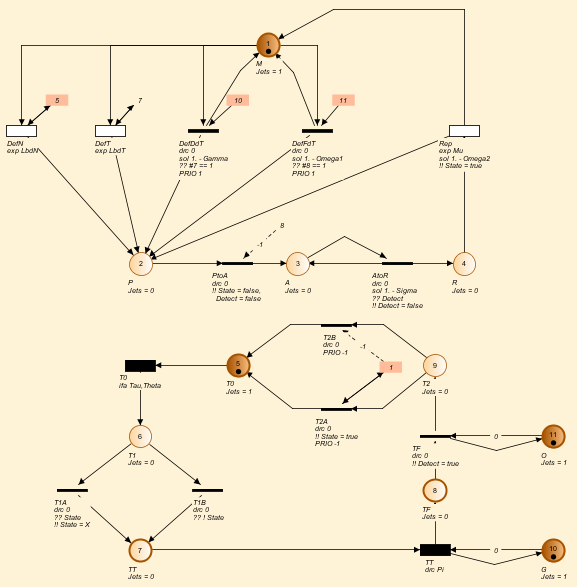 1
M
Jets = 1
5
7
10
11
DefN
exp LbdN
DefT
exp LbdT
DefDdT
drc 0
sol 1. - Gamma
?? #7 == 1
PRIO 1
DefRdT
drc 0
sol 1. - Omega1
?? #8 == 1
PRIO 1
Rep
exp Mu
sol 1. - Omega2
!! State = true
8
-1
2
P
Jets = 0
PtoA
drc 0
!! State = false,
Detect = false
3
A
Jets = 0
AtoR
drc 0
sol 1. - Sigma
?? Detect
!! Detect = false
4
R
Jets = 0
T2B
drc 0
PRIO -1
-1
1
T0
ifa Tau,Theta
5
T0
Jets = 1
9
T2
Jets = 0
T2A
drc 0
!! State = true
PRIO -1
6
T1
Jets = 0
TF
drc 0
!! Detect = true
0
11
O
Jets = 1
T1A
drc 0
?? State
!! State = X
T1B
drc 0
?? ! State
8
TF
Jets = 0
7
TT
Jets = 0
TT
drc Pi
0
10
G
Jets = 1